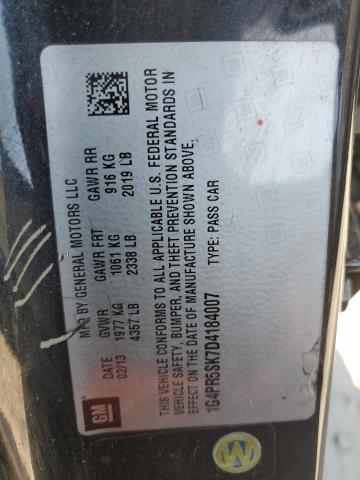 MFD BY GENERAL MOTORS LLC
DATE GVWR GAWR FRT GAWR RR
02/13 1977 KG 1061 KG 916 KG
4357 LB 2338 LB 2019 LB
GM
THIS VEHICLE CONFORMS TO ALL APPLICABLE U.S. FEDERAL MOTOR
VEHICLE SAFETY, BUMPER, AND THEFT PREVENTION STANDARDS IN
EFFECT ON THE DATE OF MANUFACTURE SHOWN ABOVE.
1G4PR5SK7D4184007 TYPE: PASS CAR
W